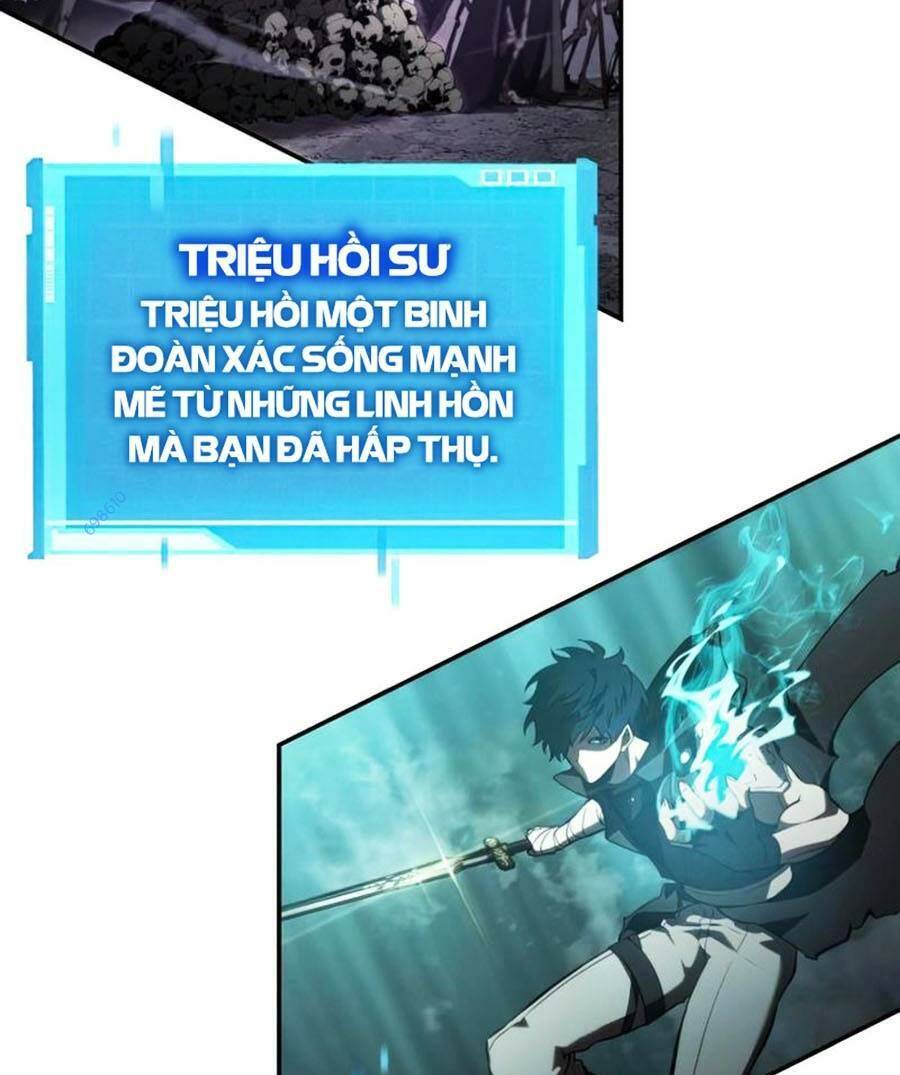 TRIỆU HỒI SƯ
TRIỆU HỒI MỘT BINH
ĐOÀN XÁC SỐNG MẠNH
MẼ TỪ NHỮNG LINH HỒN
MÀ BẠN ĐÃ HẤP THỤ.
698610